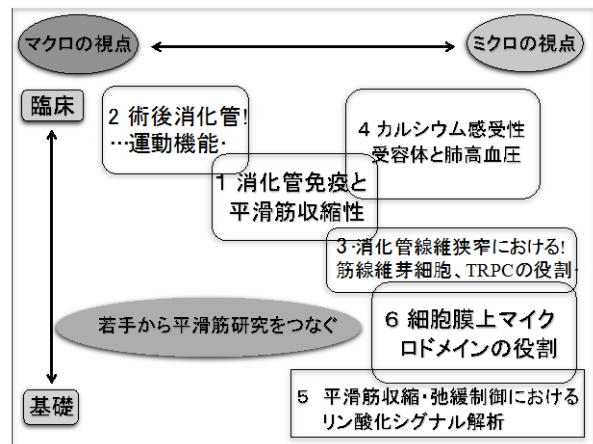 マクロの視点
ミクロの視点
臨床
2 術後消化管!
…運動機能·
4 カルシウム感受性
受容体と肺高血圧
1 消化管免疫と
平滑筋収縮性
3·消化管線維狭窄における!
筋線維芽細胞、TRPCの役割·
若手から平滑筋研究をつなぐ
6 細胞膜上マイク
ロドメインの役割
基礎
5 平滑筋収縮・弛緩制御における
リン酸化シグナル解析